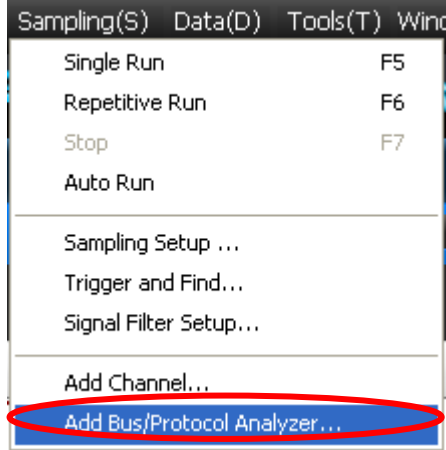 Sampling(S) Data(D) Tools(T)
Single Run F5
Repetitive Run F6
Stop F7
Auto Run
Sampling Setup ...
Trigger and Find...
Signal Filter Setup...
Add Channel...
Add Bus/Protocol Analyzer...